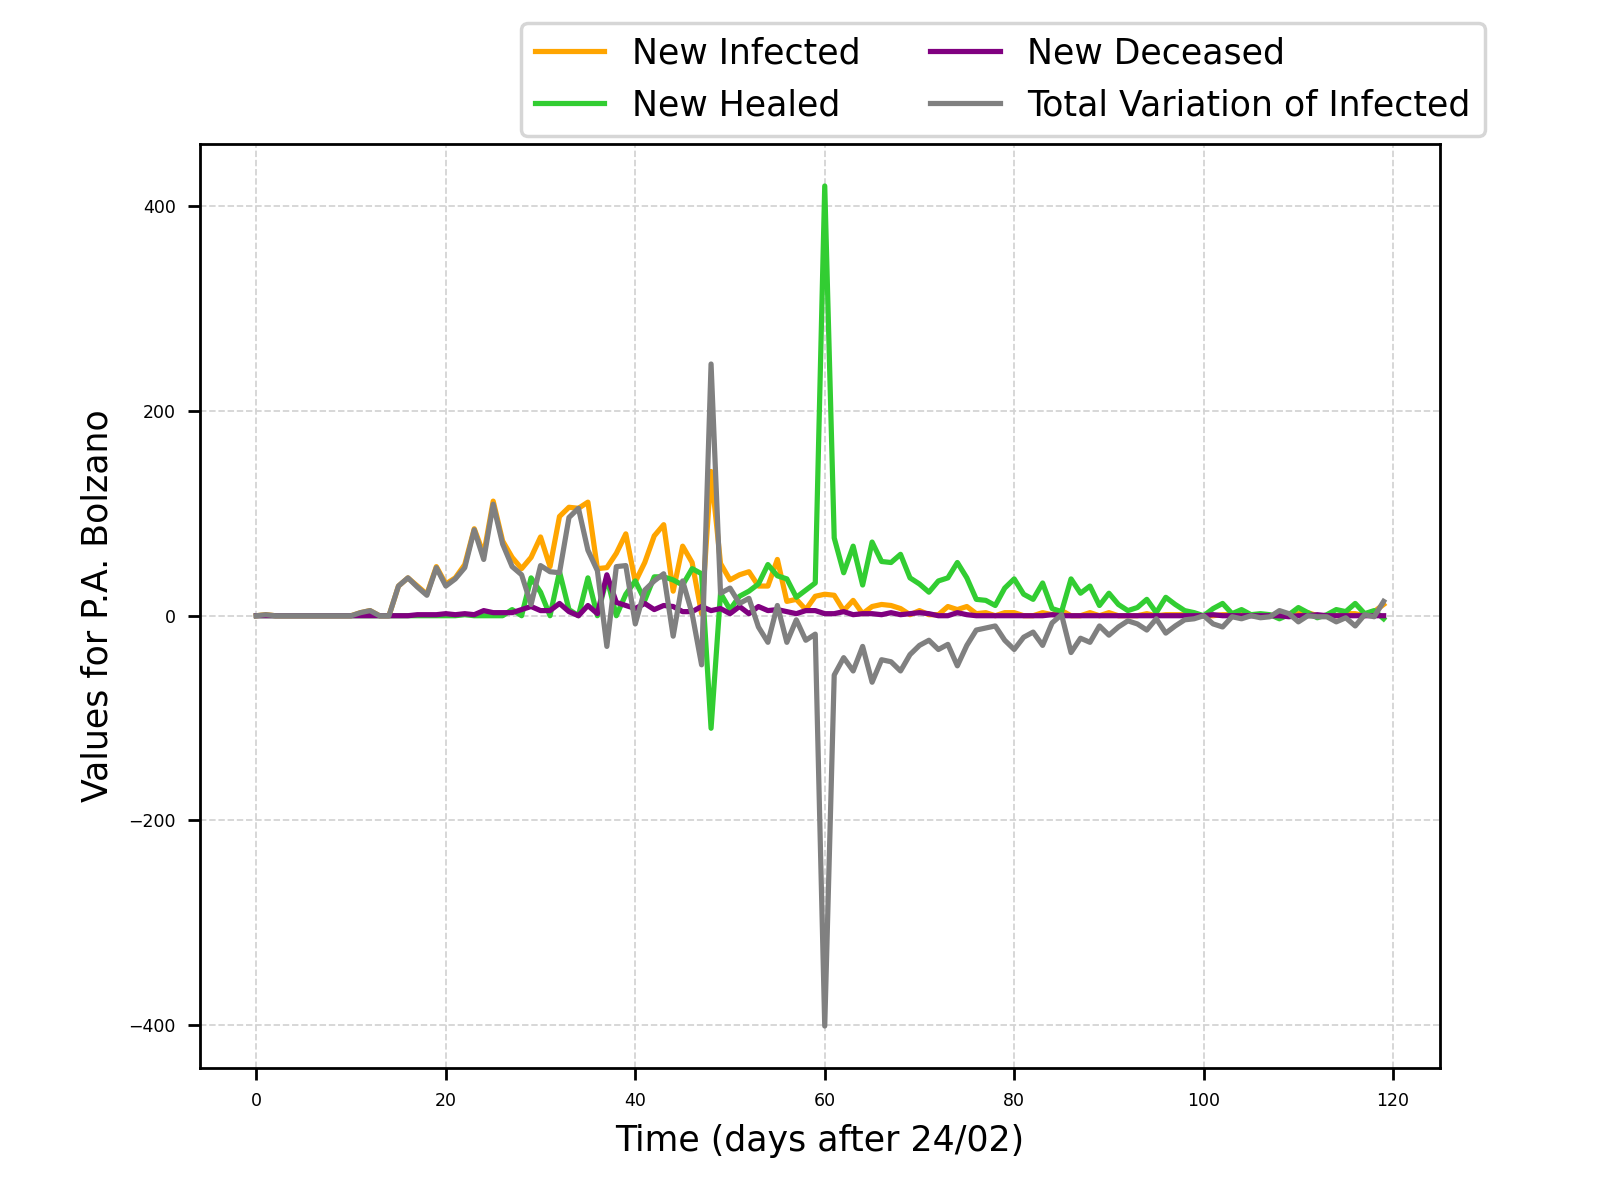 New Infected
New Healed
New Deceased
Total Variation of Infected
400
200
0
−200
−400
Values for P.A. Bolzano
0 20 40 60 80 100 120
Time (days after 24/02)